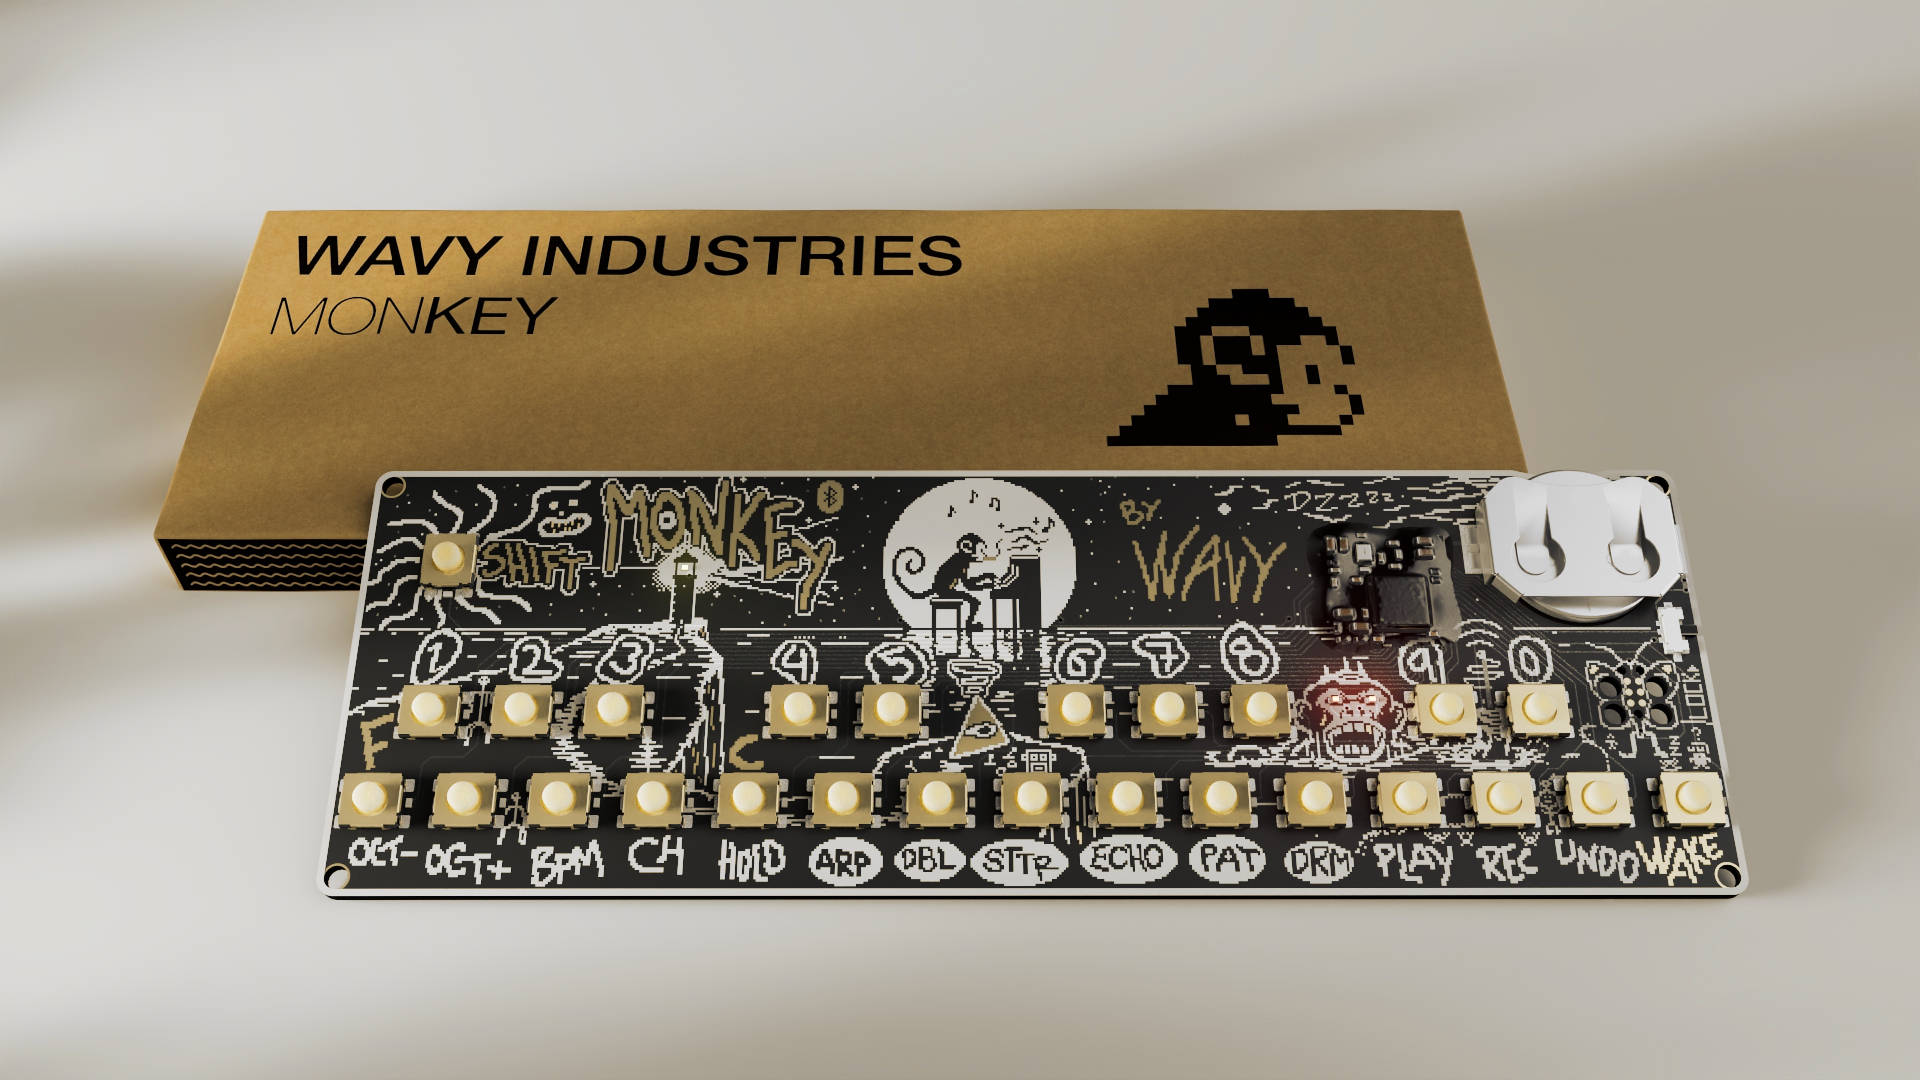 WAVY INDUSTRIES
MONKEY
MONKEY
BY
WAVY
DZzzz
SHIFT
1 2 3 4 5 6 7 8 9 0
F
C
LOCK
OCT- OCT+ BPM CH HOLD ARP DBL STTR ECHO PAT DRM PLAY REC UNDO WAKE